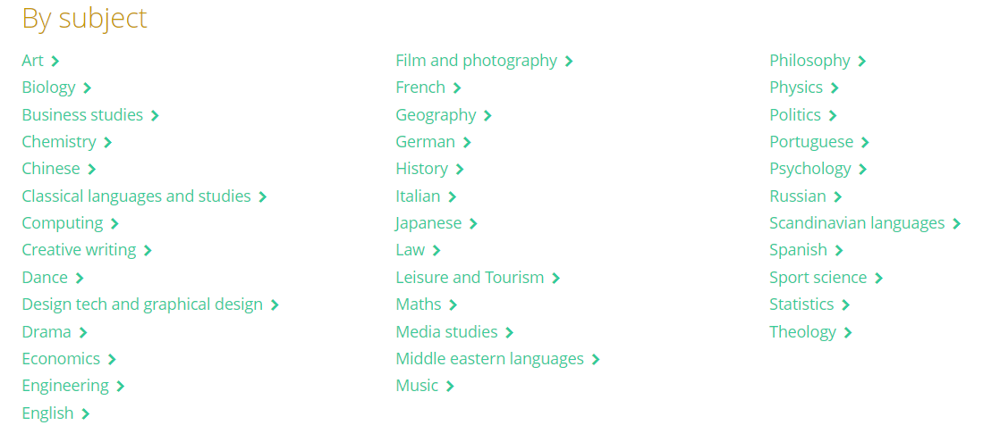 By subject
Art
Biology
Business studies
Chemistry
Chinese
Classical languages and studies
Computing
Creative writing
Dance
Design tech and graphical design
Drama
Economics
Engineering
English
Film and photography
French
Geography
German
History
Italian
Japanese
Law
Leisure and Tourism
Maths
Media studies
Middle eastern languages
Music
Philosophy
Physics
Politics
Portuguese
Psychology
Russian
Scandinavian languages
Spanish
Sport science
Statistics
Theology